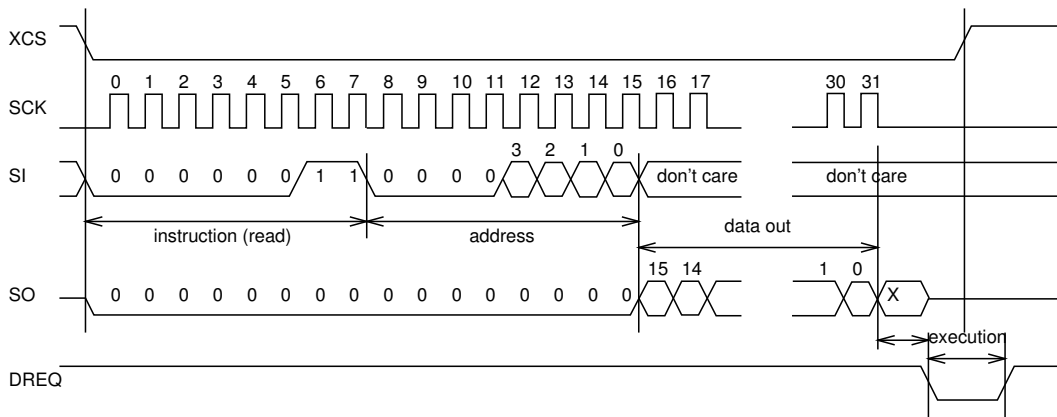 XCS
0 1 2 3 4 5 6 7 8 9 10 11 12 13 14 15 16 17 30 31
SCK
3 2 1 0
SI 0 0 0 0 0 0 1 1 0 0 0 0 don't care don't care
instruction (read) address data out
15 14 1 0
SO 0 0 0 0 0 0 0 0 0 0 0 0 0 0 0 0 X
execution
DREQ